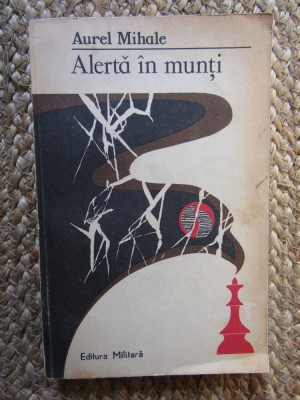 Aurel Mihale
Alertă în munți
Editura Militară